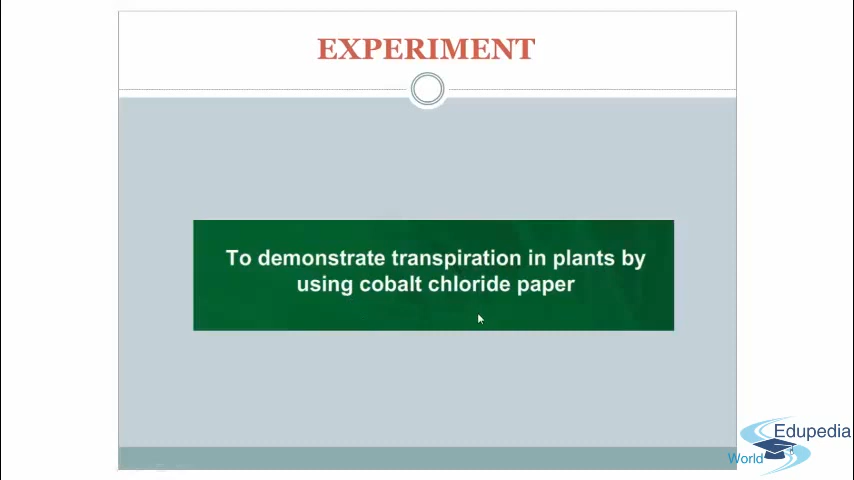 EXPERIMENT
To demonstrate transpiration in plants by
using cobalt chloride paper
Edupedia
World